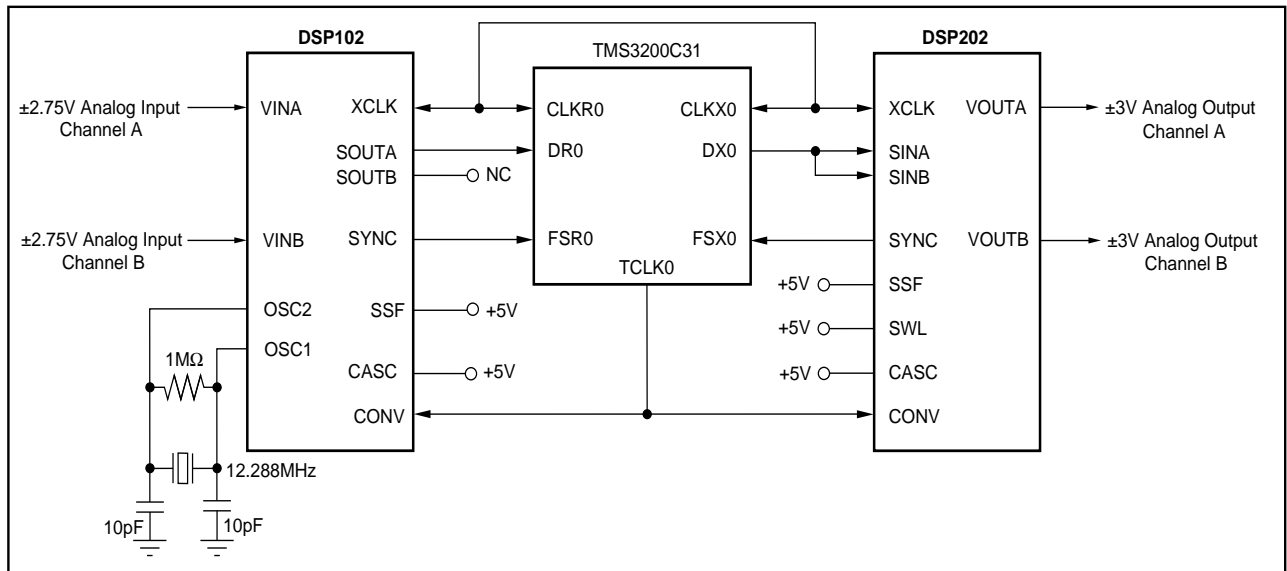 DSP102
DSP202
TMS3200C31
±2.75V Analog Input
Channel A
VINA
XCLK
CLKR0
CLKX0
XCLK
VOUTA
±3V Analog Output
Channel A
SOUTA
DR0
DX0
SINA
SOUTB
NC
SINB
±2.75V Analog Input
Channel B
VINB
SYNC
FSR0
FSX0
SYNC
VOUTB
±3V Analog Output
Channel B
TCLK0
+5V
SSF
OSC2
SSF
+5V
+5V
SWL
OSC1
1MΩ
CASC
+5V
+5V
CASC
CONV
CONV
12.288MHz
10pF
10pF